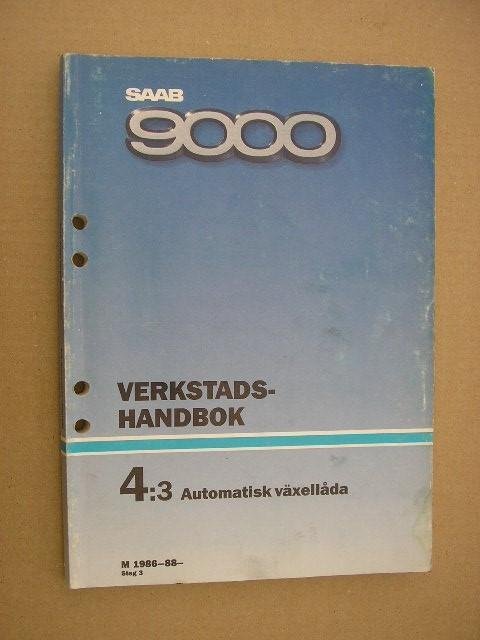 SAAB
9000
VERKSTADS-
HANDBOK
4:3 Automatisk växellåda
M 1986-88-
Steg 3